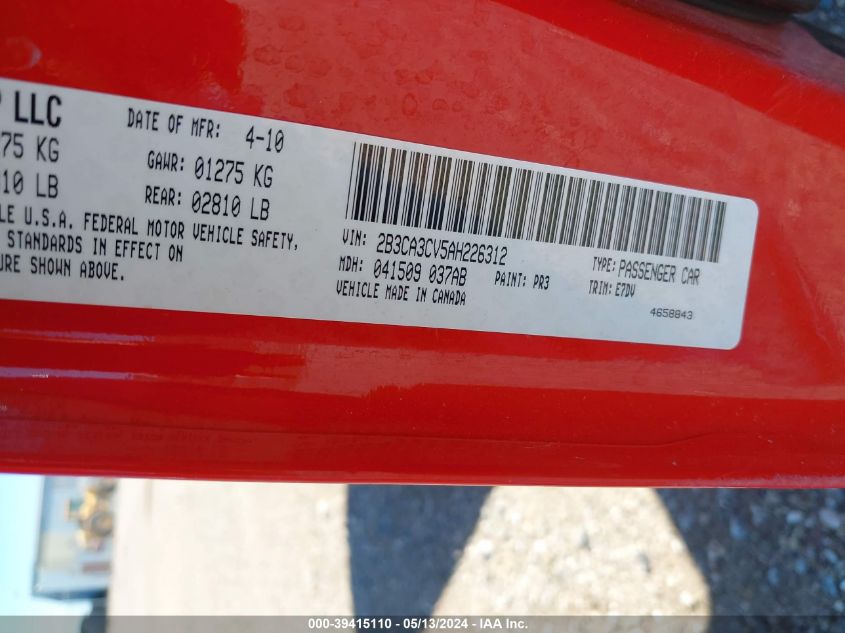 P LLC
DATE OF MFR: 4-10
75 KG
GAWR: 01275 KG
10 LB
REAR: 02810 LB
LE U.S.A. FEDERAL MOTOR VEHICLE SAFETY,
STANDARDS IN EFFECT ON
URE SHOWN ABOVE.
VIN: 2B3CA3CV5AH226312
TYPE: PASSENGER CAR
MDH: 041509 037AB
PAINT: PR3
TRIM: E7DV
VEHICLE MADE IN CANADA
4658843
000-39415110 - 05/13/2024 - IAA Inc.